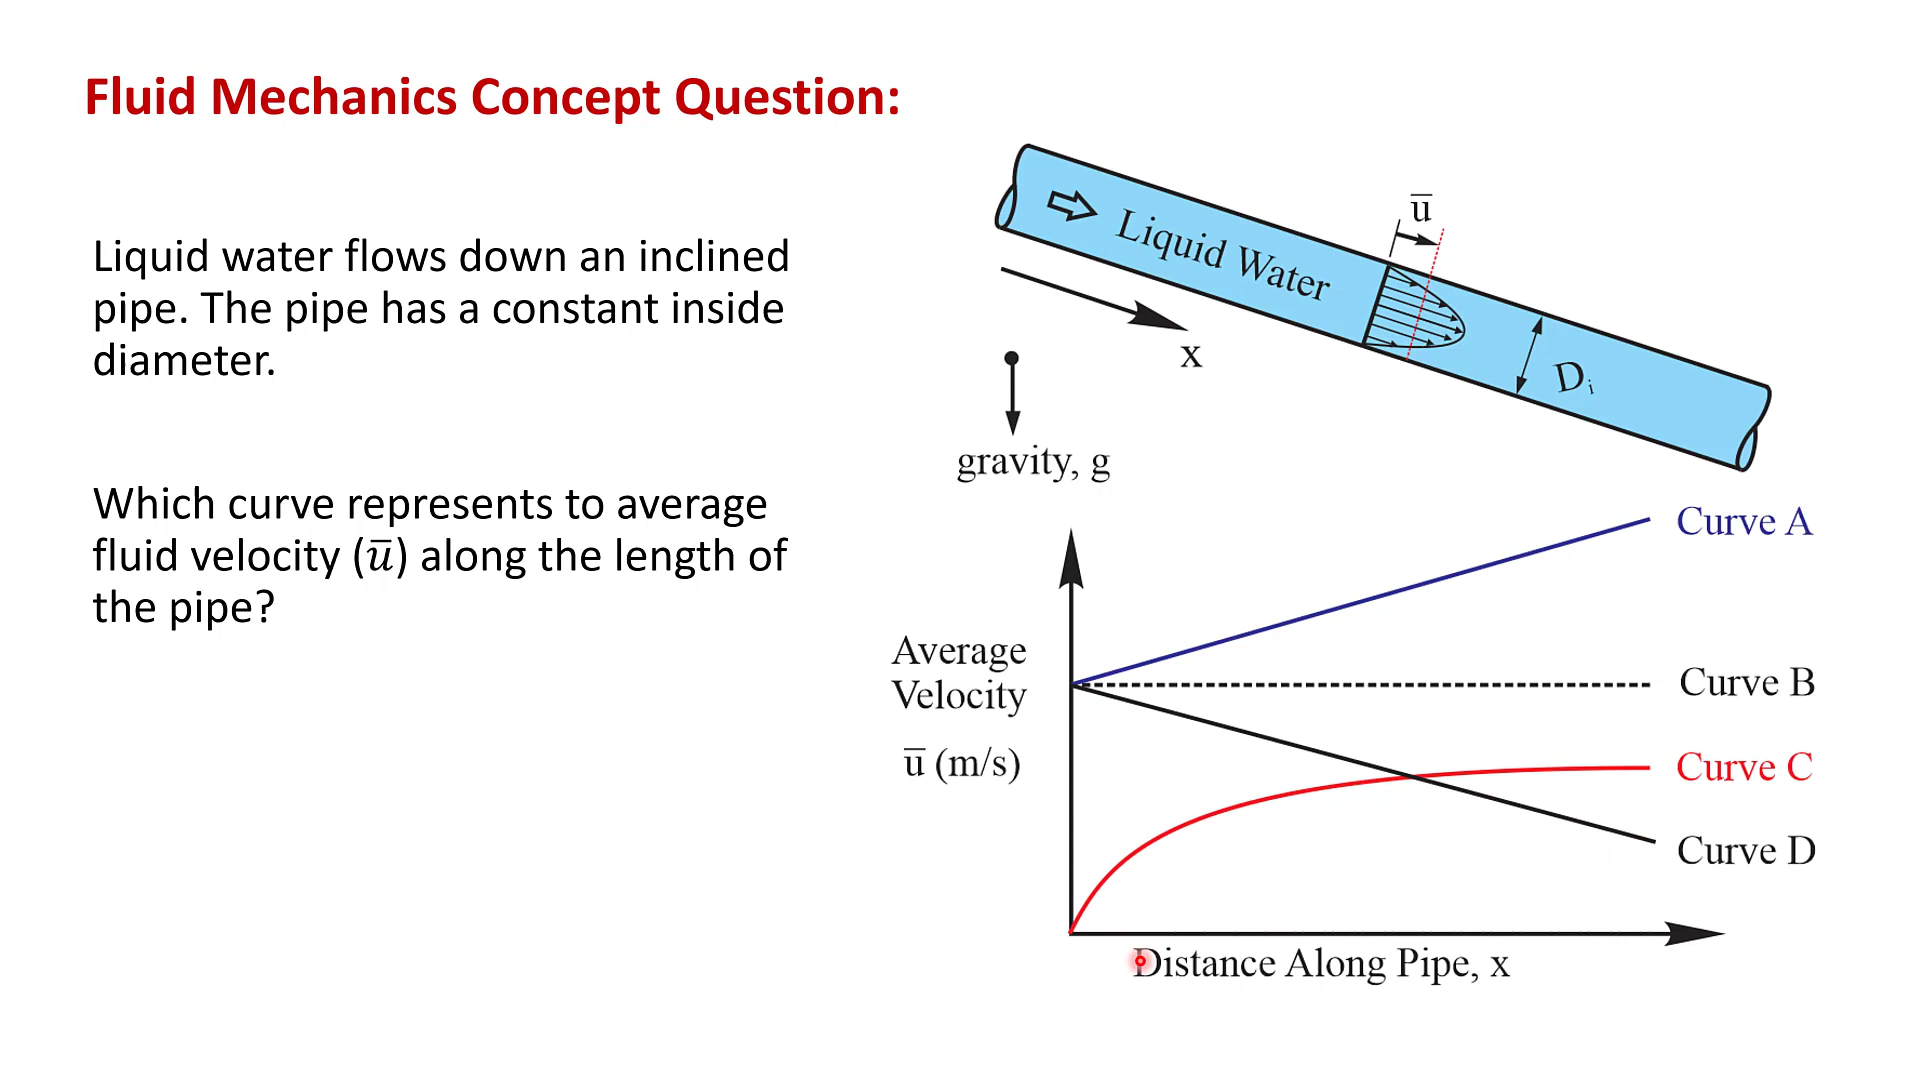 Fluid Mechanics Concept Question:
Liquid water flows down an inclined
pipe. The pipe has a constant inside
diameter.
Which curve represents to average
fluid velocity (u̅) along the length of
the pipe?
u̅
Liquid Water
x
D_i
gravity, g
Curve A
Average
Velocity
u̅ (m/s)
Curve B
Curve C
Curve D
Distance Along Pipe, x